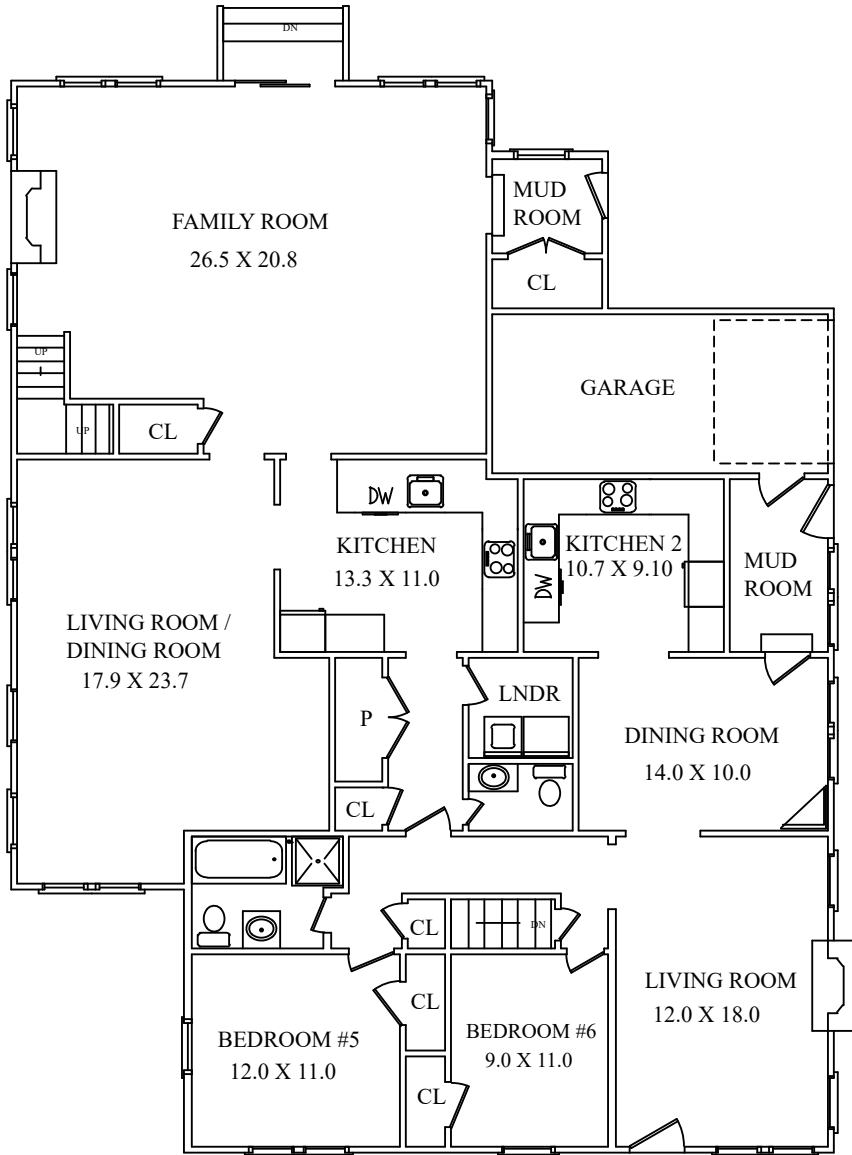 DN
MUD
ROOM
FAMILY ROOM
26.5 X 20.8
CL
UP
GARAGE
UP
CL
DW
KITCHEN
13.3 X 11.0
KITCHEN 2
10.7 X 9.10
DW
MUD
ROOM
LIVING ROOM /
DINING ROOM
17.9 X 23.7
LNDR
P
DINING ROOM
14.0 X 10.0
CL
CL
DN
LIVING ROOM
12.0 X 18.0
CL
BEDROOM #5
12.0 X 11.0
BEDROOM #6
9.0 X 11.0
CL